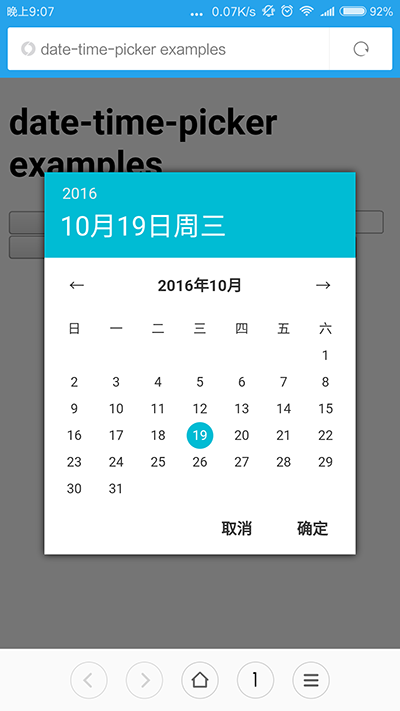 晚上9:07
... 0.07K/s 92%
date-time-picker examples
date-time-picker
examples
2016
10月19日周三
← 2016年10月 →
日 一 二 三 四 五 六
1
2 3 4 5 6 7 8
9 10 11 12 13 14 15
16 17 18 19 20 21 22
23 24 25 26 27 28 29
30 31
取消 确定
1